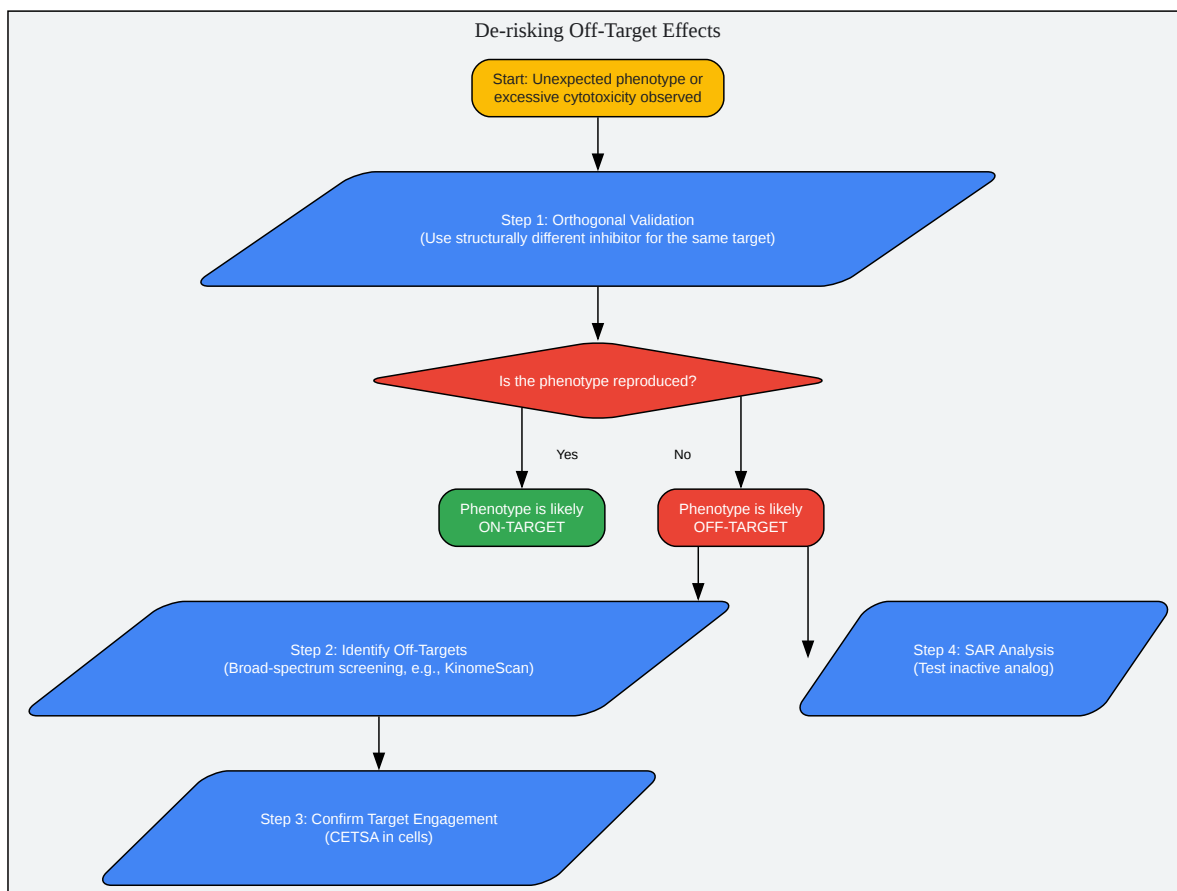 De-risking Off-Target Effects
Start: Unexpected phenotype or
excessive cytotoxicity observed
Step 1: Orthogonal Validation
(Use structurally different inhibitor for the same target)
Is the phenotype reproduced?
Yes
No
Phenotype is likely
ON-TARGET
Phenotype is likely
OFF-TARGET
Step 2: Identify Off-Targets
(Broad-spectrum screening, e.g., KinomeScan)
Step 4: SAR Analysis
(Test inactive analog)
Step 3: Confirm Target Engagement
(CETSA in cells)